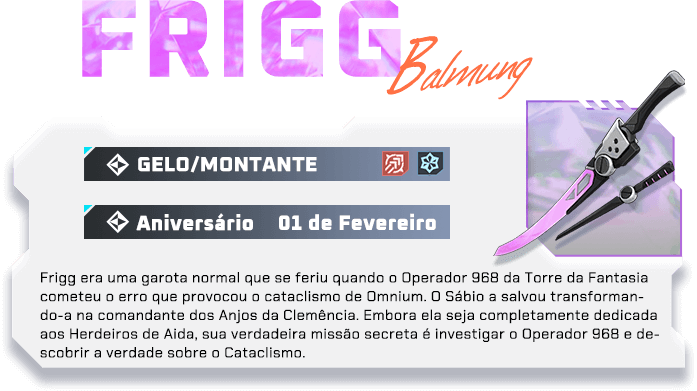 FRIGG
Balmung
GELO/MONTANTE
Aniversário 01 de Fevereiro
Frigg era uma garota normal que se feriu quando o Operador 968 da Torre da Fantasia
cometeu o erro que provocou o cataclismo de Omnium. O Sábio a salvou transforman-
do-a na comandante dos Anjos da Clemência. Embora ela seja completamente dedicada
aos Herdeiros de Aida, sua verdadeira missão secreta é investigar o Operador 968 e de-
scobrir a verdade sobre o Cataclismo.